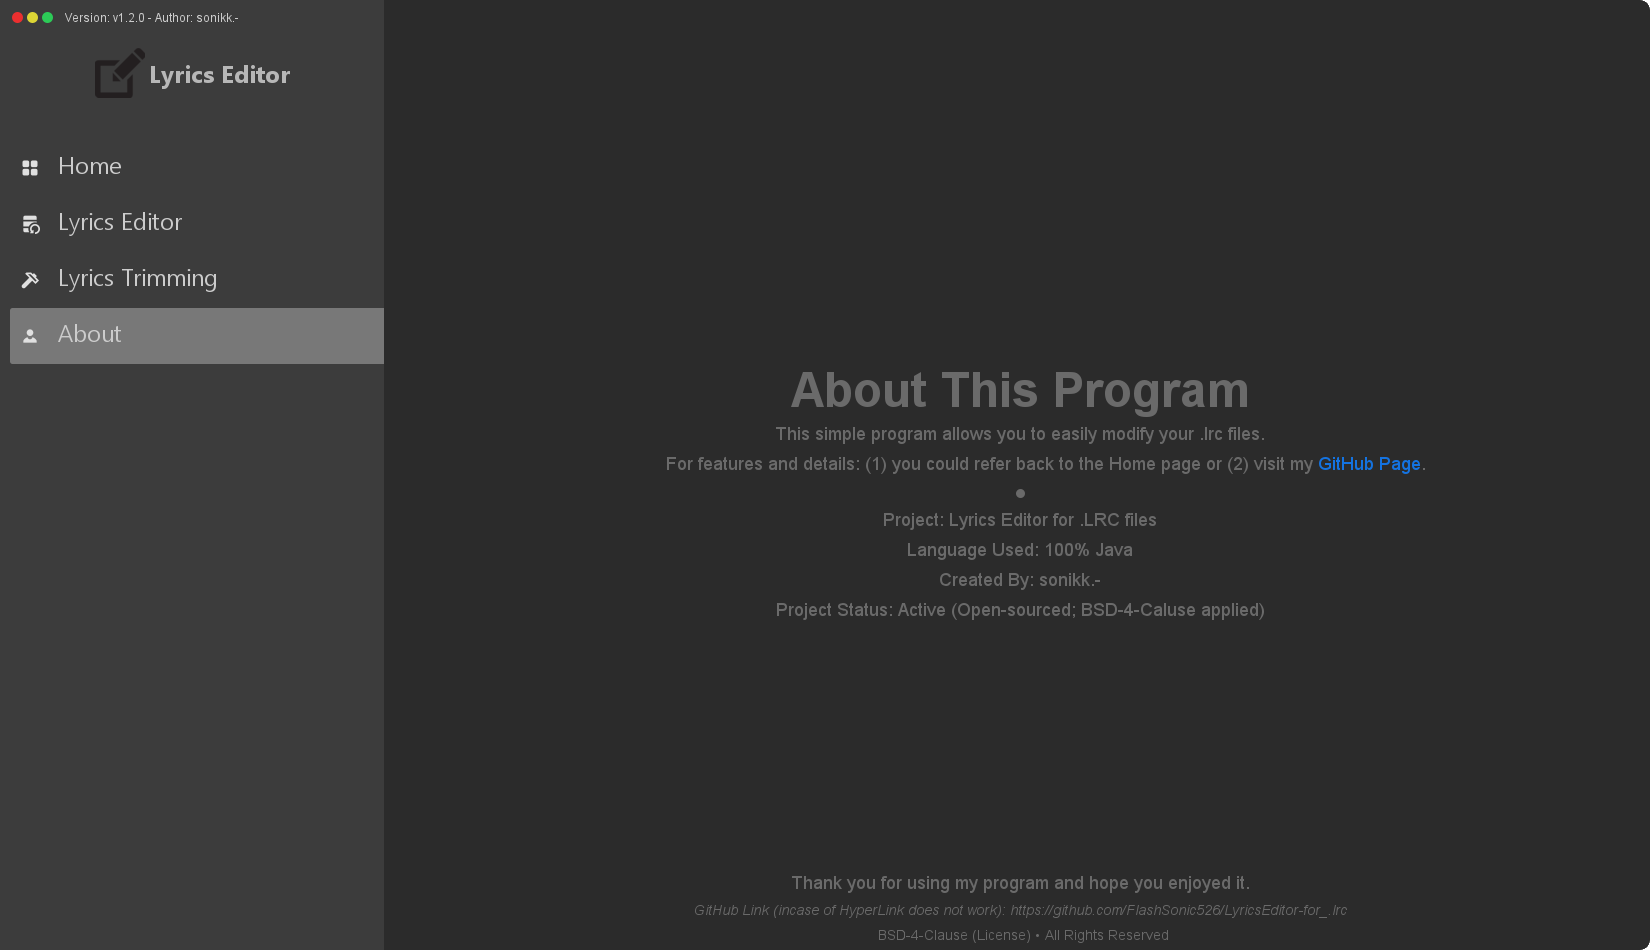 Version: v1.2.0 - Author: sonikk.-
Lyrics Editor
Home
Lyrics Editor
Lyrics Trimming
About
About This Program
This simple program allows you to easily modify your .lrc files.
For features and details: (1) you could refer back to the Home page or (2) visit my GitHub Page.
●
Project: Lyrics Editor for .LRC files
Language Used: 100% Java
Created By: sonikk.-
Project Status: Active (Open-sourced; BSD-4-Caluse applied)
Thank you for using my program and hope you enjoyed it.
GitHub Link (incase of HyperLink does not work): https://github.com/FlashSonic526/LyricsEditor-for_.lrc
BSD-4-Clause (License) • All Rights Reserved